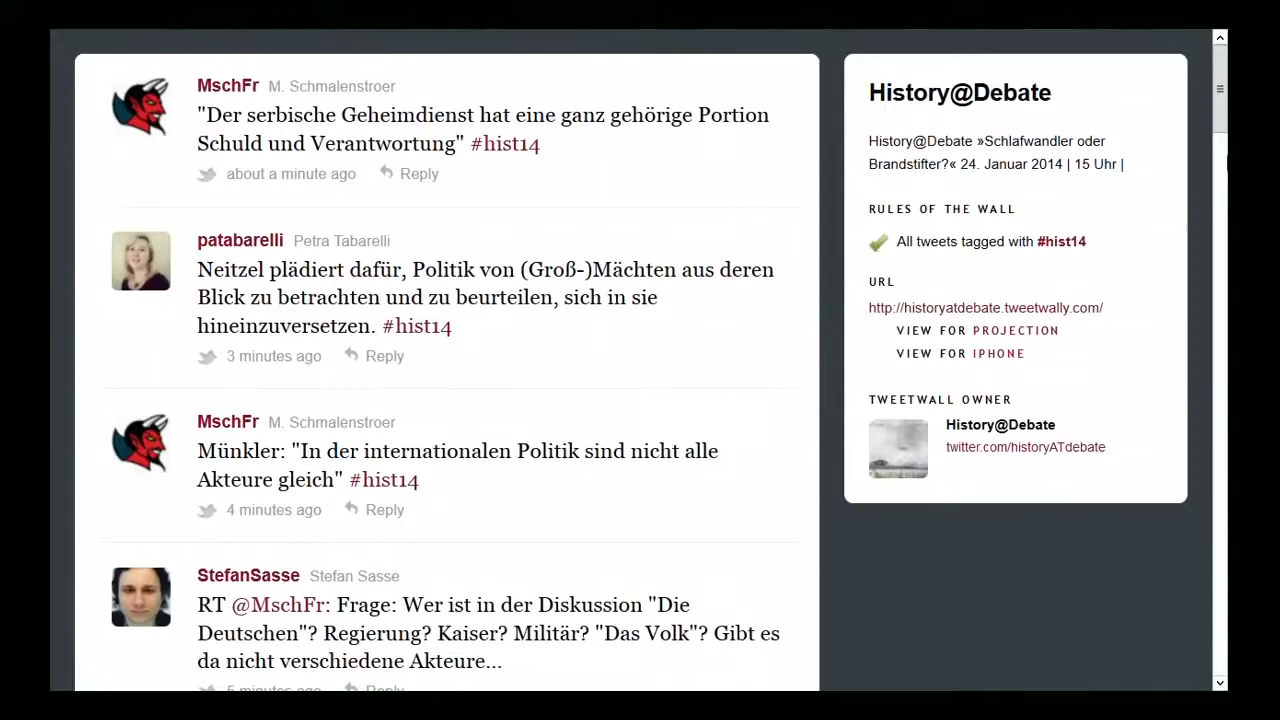 MschFr M. Schmalenstroer
"Der serbische Geheimdienst hat eine ganz gehörige Portion
Schuld und Verantwortung" #hist14
about a minute ago Reply
patabarelli Petra Tabarelli
Neitzel plädiert dafür, Politik von (Groß-)Mächten aus deren
Blick zu betrachten und zu beurteilen, sich in sie
hineinzuversetzen. #hist14
3 minutes ago Reply
MschFr M. Schmalenstroer
Münkler: "In der internationalen Politik sind nicht alle
Akteure gleich" #hist14
4 minutes ago Reply
StefanSasse Stefan Sasse
RT @MschFr: Frage: Wer ist in der Diskussion "Die
Deutschen"? Regierung? Kaiser? Militär? "Das Volk"? Gibt es
da nicht verschiedene Akteure...
5 minutes ago Reply
History@Debate
History@Debate »Schlafwandler oder
Brandstifter?« 24. Januar 2014 | 15 Uhr |
RULES OF THE WALL
All tweets tagged with #hist14
URL
http://historyatdebate.tweetwally.com/
VIEW FOR PROJECTION
VIEW FOR IPHONE
TWEETWALL OWNER
History@Debate
twitter.com/historyATdebate